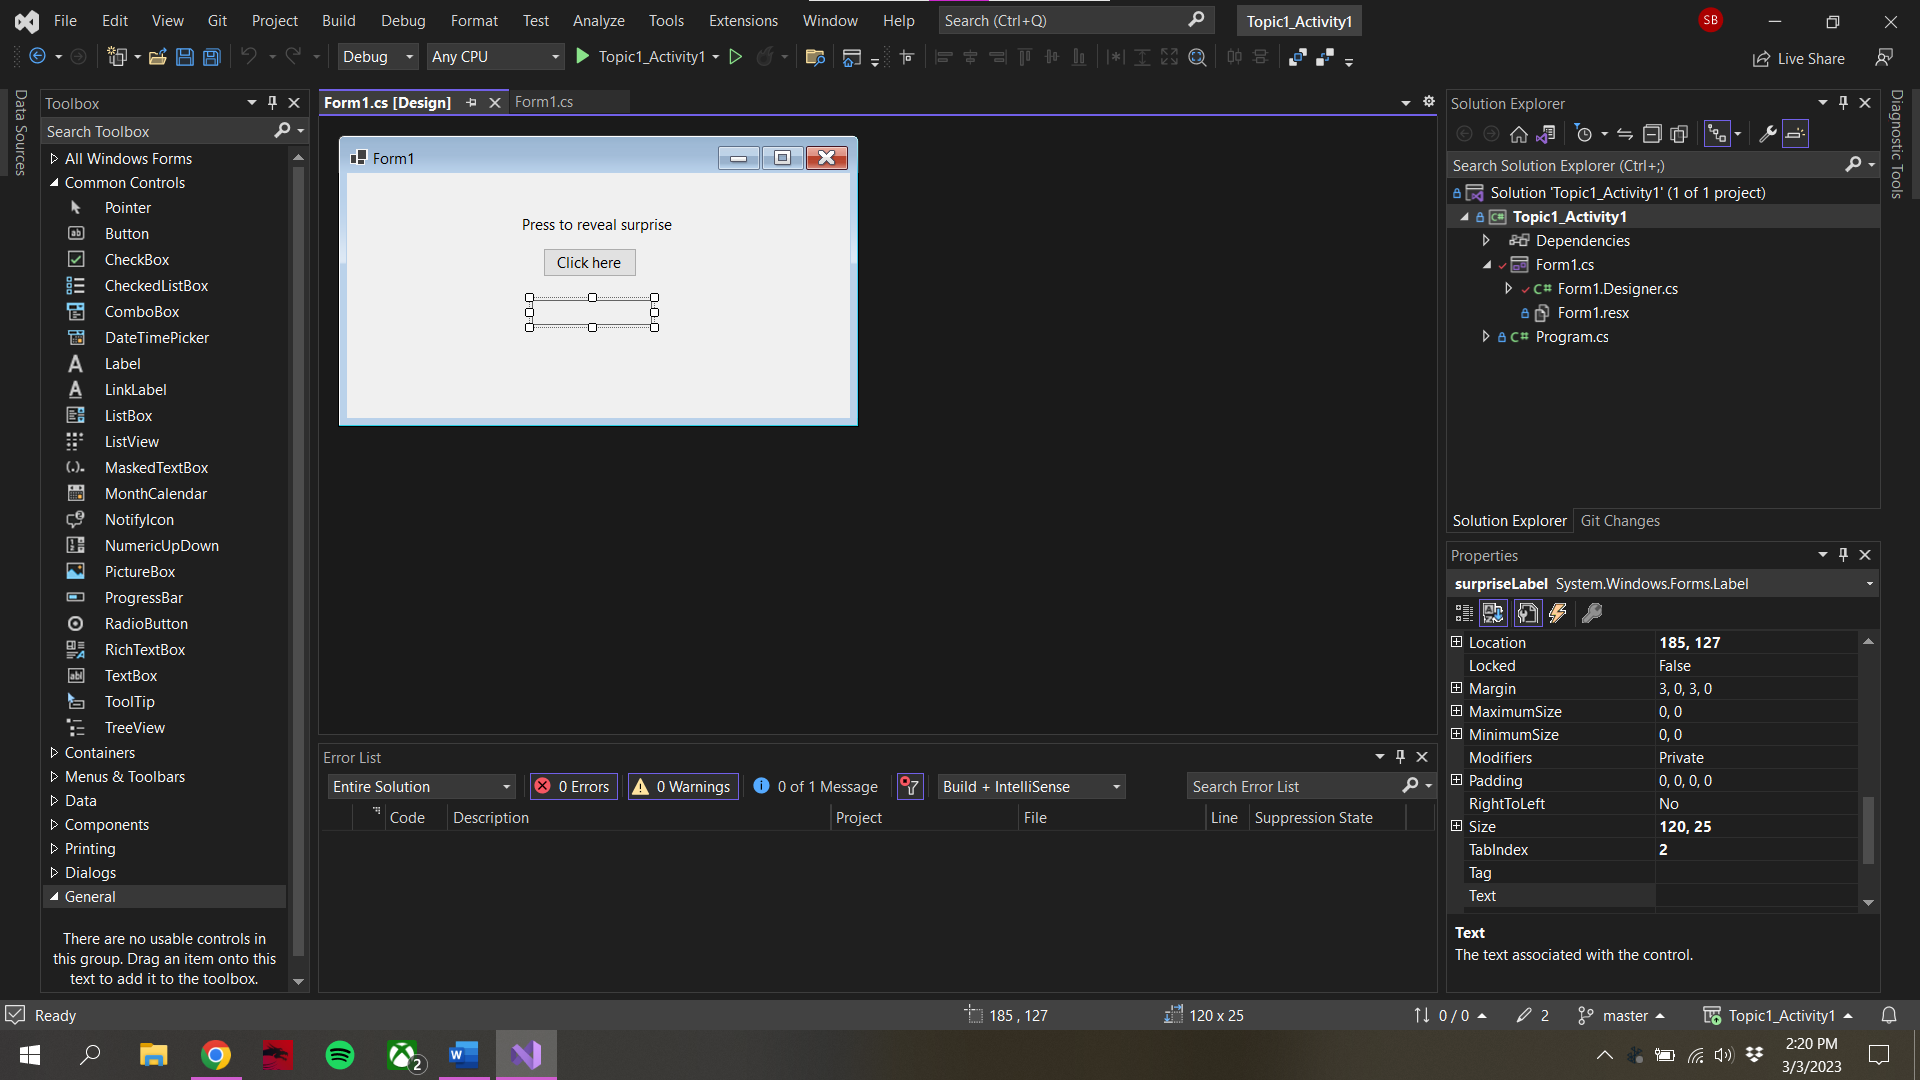 File Edit View Git Project Build Debug Format Test Analyze Tools Extensions Window Help Search (Ctrl+Q) Topic1_Activity1 SB
Debug Any CPU Topic1_Activity1 Live Share
Data Sources
Toolbox
Search Toolbox
All Windows Forms
Common Controls
Pointer
Button
CheckBox
CheckedListBox
ComboBox
DateTimePicker
Label
LinkLabel
ListBox
ListView
MaskedTextBox
MonthCalendar
NotifyIcon
NumericUpDown
PictureBox
ProgressBar
RadioButton
RichTextBox
TextBox
ToolTip
TreeView
Containers
Menus & Toolbars
Data
Components
Printing
Dialogs
General
There are no usable controls in
this group. Drag an item onto this
text to add it to the toolbox.
Form1.cs [Design] Form1.cs
Form1
Press to reveal surprise
Click here
Error List
Entire Solution 0 Errors 0 Warnings 0 of 1 Message Build + IntelliSense Search Error List
Code Description Project File Line Suppression State
Solution Explorer
Search Solution Explorer (Ctrl+;)
Solution 'Topic1_Activity1' (1 of 1 project)
Topic1_Activity1
Dependencies
Form1.cs
Form1.Designer.cs
Form1.resx
Program.cs
Solution Explorer Git Changes
Properties
surpriseLabel System.Windows.Forms.Label
Location 185, 127
Locked False
Margin 3, 0, 3, 0
MaximumSize 0, 0
MinimumSize 0, 0
Modifiers Private
Padding 0, 0, 0, 0
RightToLeft No
Size 120, 25
TabIndex 2
Tag
Text
Text
The text associated with the control.
Diagnostic Tools
Ready 185 , 127 120 x 25 0 / 0 2 master Topic1_Activity1
2
2:20 PM
3/3/2023